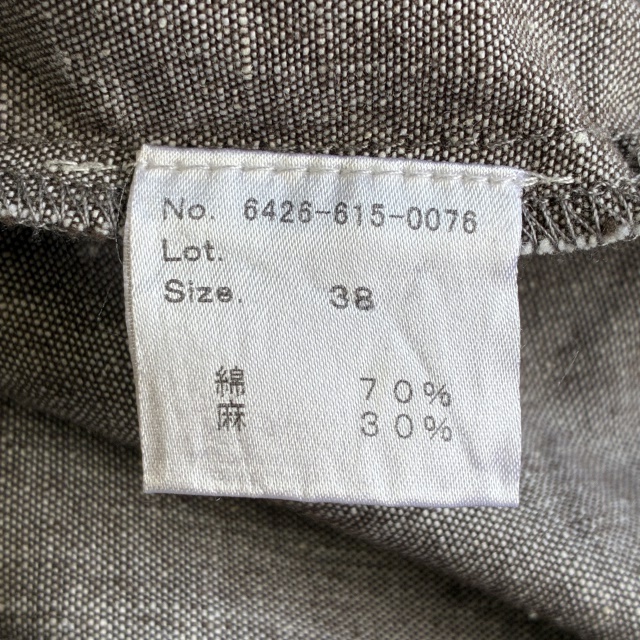 No. 6426-615-0076
Lot.
Size. 38
綿 70%
麻 30%